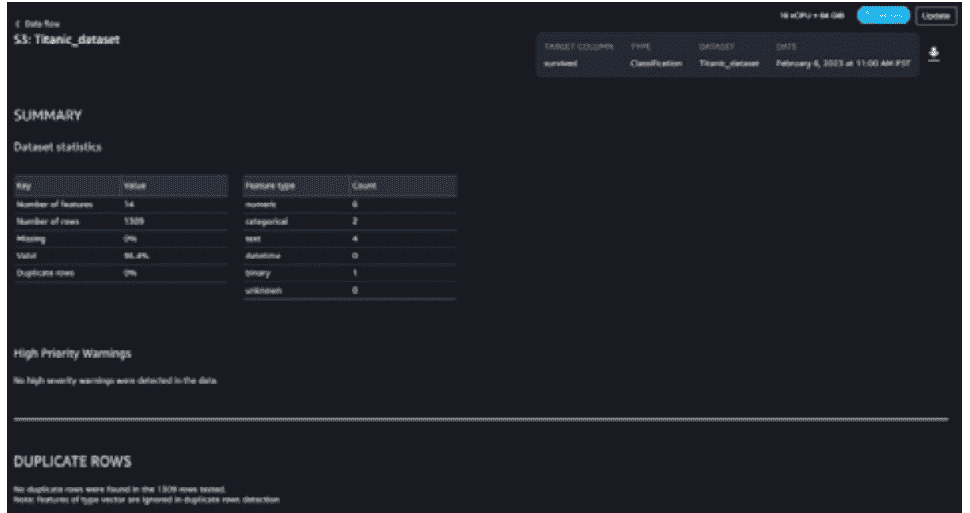 < Data flow
16 vCPU + 64 GiB
Update
S3: Titanic_dataset
TARGET COLUMN TYPE DATASET DATE
survived Classification Titanic_dataset February 6, 2023 at 11:00 AM PST
SUMMARY
Dataset statistics
Key Value
Number of features 14
Number of rows 1309
Missing 0%
Valid
Duplicate rows 0%
Feature type Count
numeric 6
categorical 2
text 4
datetime 0
binary 1
unknown 0
High Priority Warnings
No high severity warnings were detected in the data.
DUPLICATE ROWS
No duplicate rows were found in the 1309 rows tested.
Note: Features of type vector are ignored in duplicate rows detection